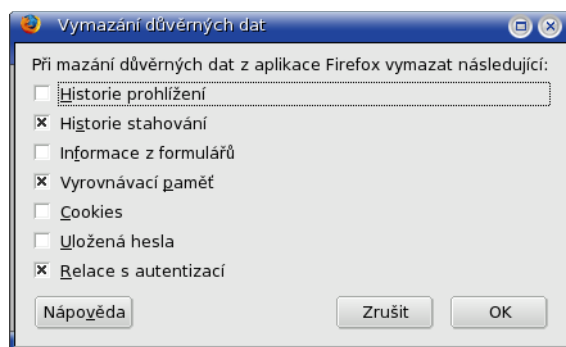 Vymazání důvěrných dat
Při mazání důvěrných dat z aplikace Firefox vymazat následující:
Historie prohlížení
Historie stahování
Informace z formulářů
Vyrovnávací paměť
Cookies
Uložená hesla
Relace s autentizací
Nápověda Zrušit OK